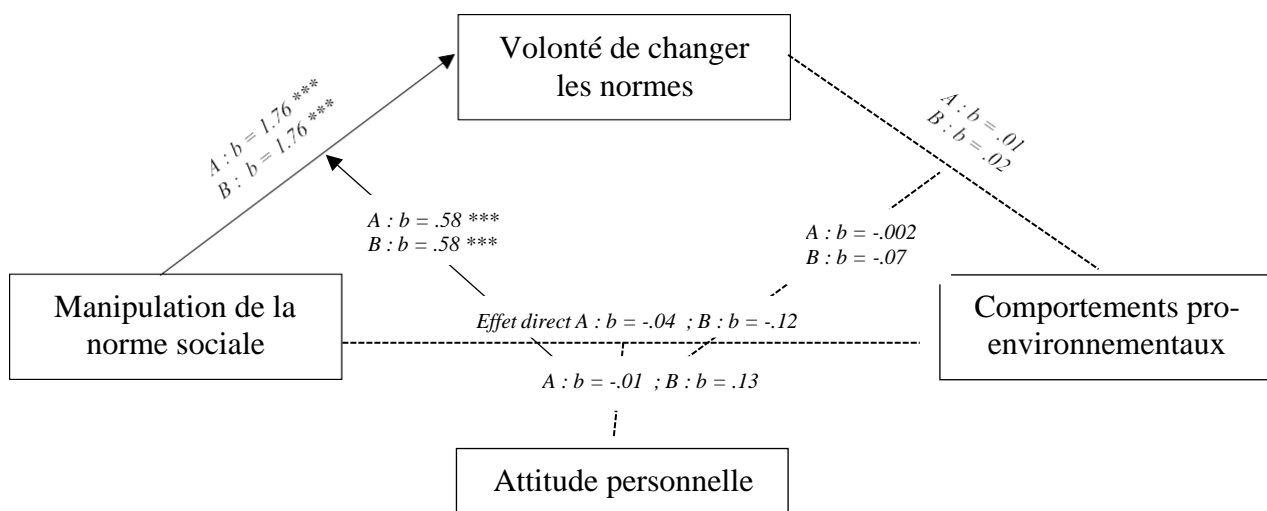 Volonté de changer
les normes
A : b = 1.76 ***
B : b = 1.76 ***
A : b = .01
B : b = .02
A : b = .58 ***
B : b = .58 ***
A : b = -.002
B : b = -.07
Manipulation de la
norme sociale
Effet direct A : b = -.04 ; B : b = -.12
Comportements pro-
environnementaux
A : b = -.01 ; B : b = .13
Attitude personnelle